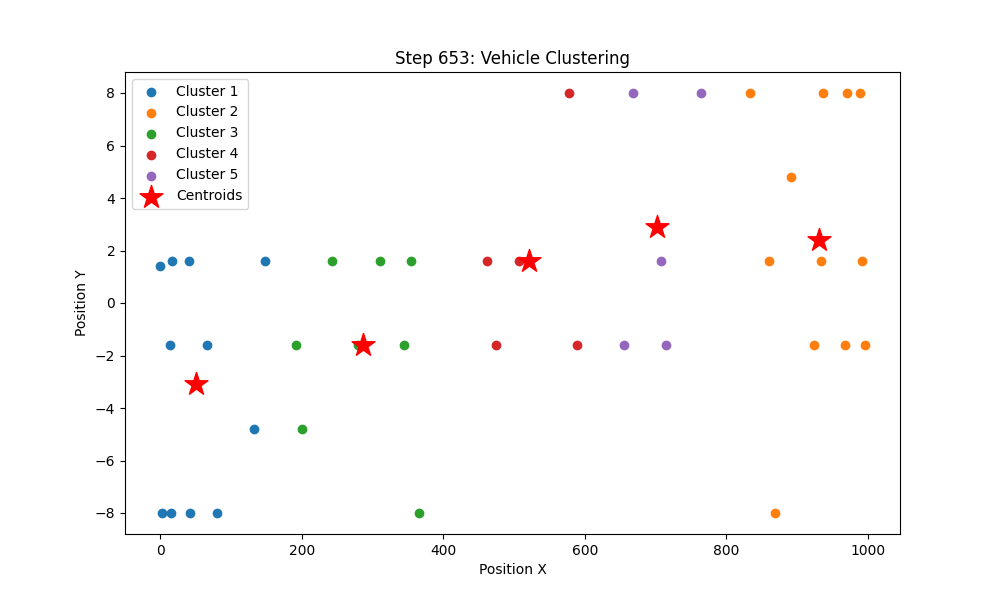 Step 653: Vehicle Clustering
Cluster 1
Cluster 2
Cluster 3
Cluster 4
Cluster 5
Centroids
8
6
4
2
0
−2
−4
−6
−8
Position Y
0 200 400 600 800 1000
Position X